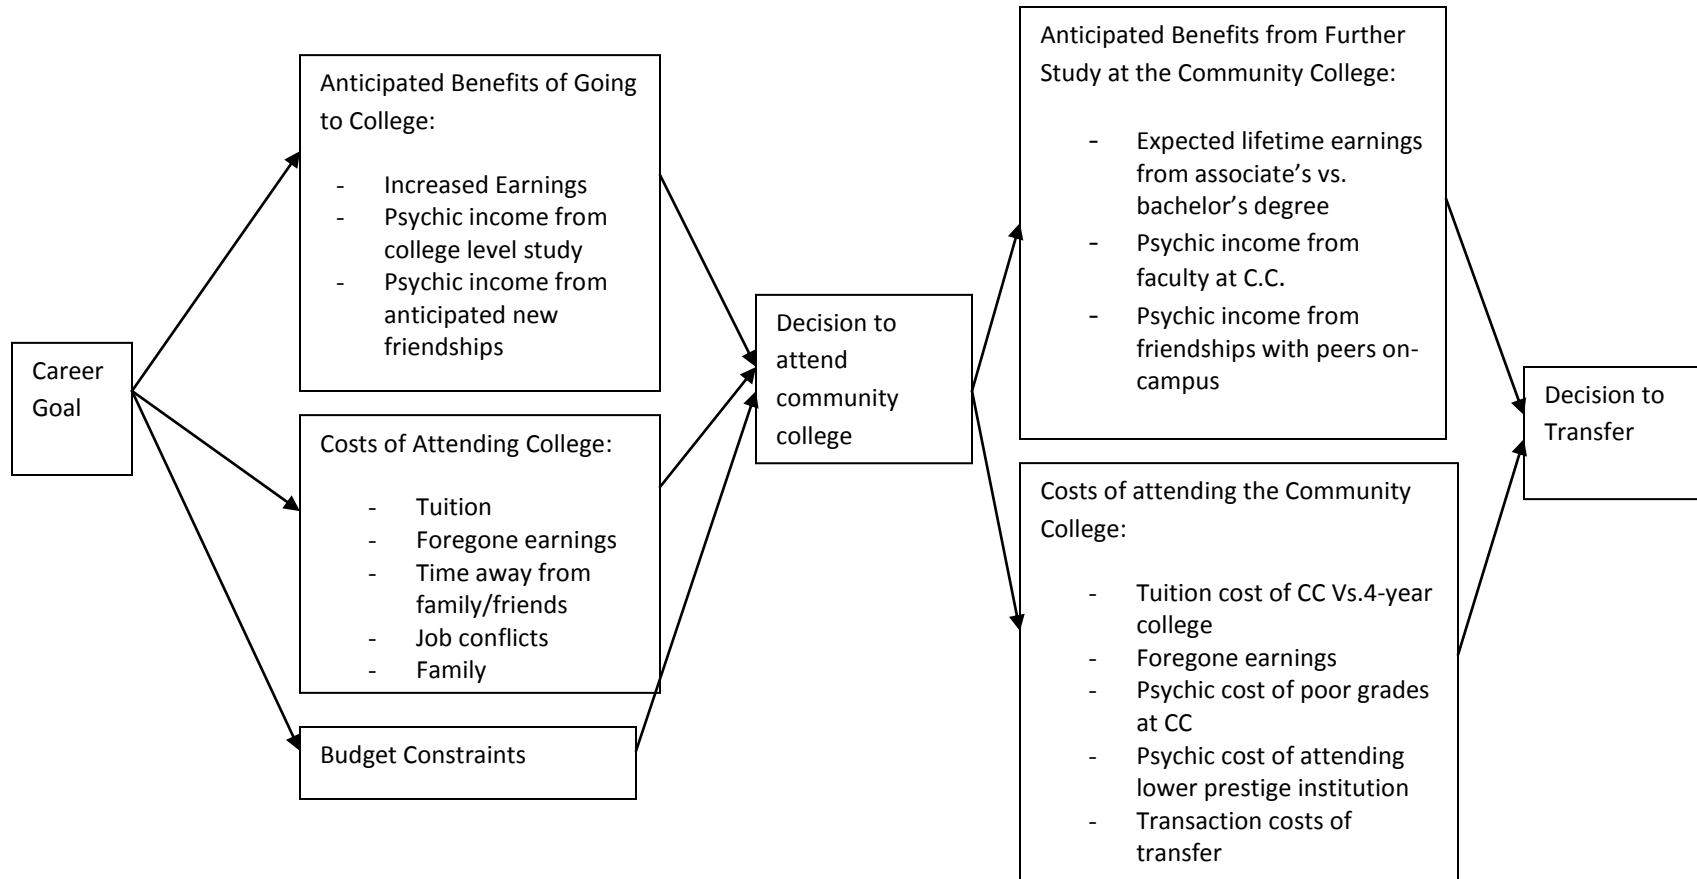 Career
Goal
Anticipated Benefits of Going
to College:
- Increased Earnings
- Psychic income from
college level study
- Psychic income from
anticipated new
friendships
Costs of Attending College:
- Tuition
- Foregone earnings
- Time away from
family/friends
- Job conflicts
- Family
Budget Constraints
Decision to
attend
community
college
Anticipated Benefits from Further
Study at the Community College:
- Expected lifetime earnings
from associate’s vs.
bachelor’s degree
- Psychic income from
faculty at C.C.
- Psychic income from
friendships with peers on-
campus
Costs of attending the Community
College:
- Tuition cost of CC Vs.4-year
college
- Foregone earnings
- Psychic cost of poor grades
at CC
- Psychic cost of attending
lower prestige institution
- Transaction costs of
transfer
Decision to
Transfer